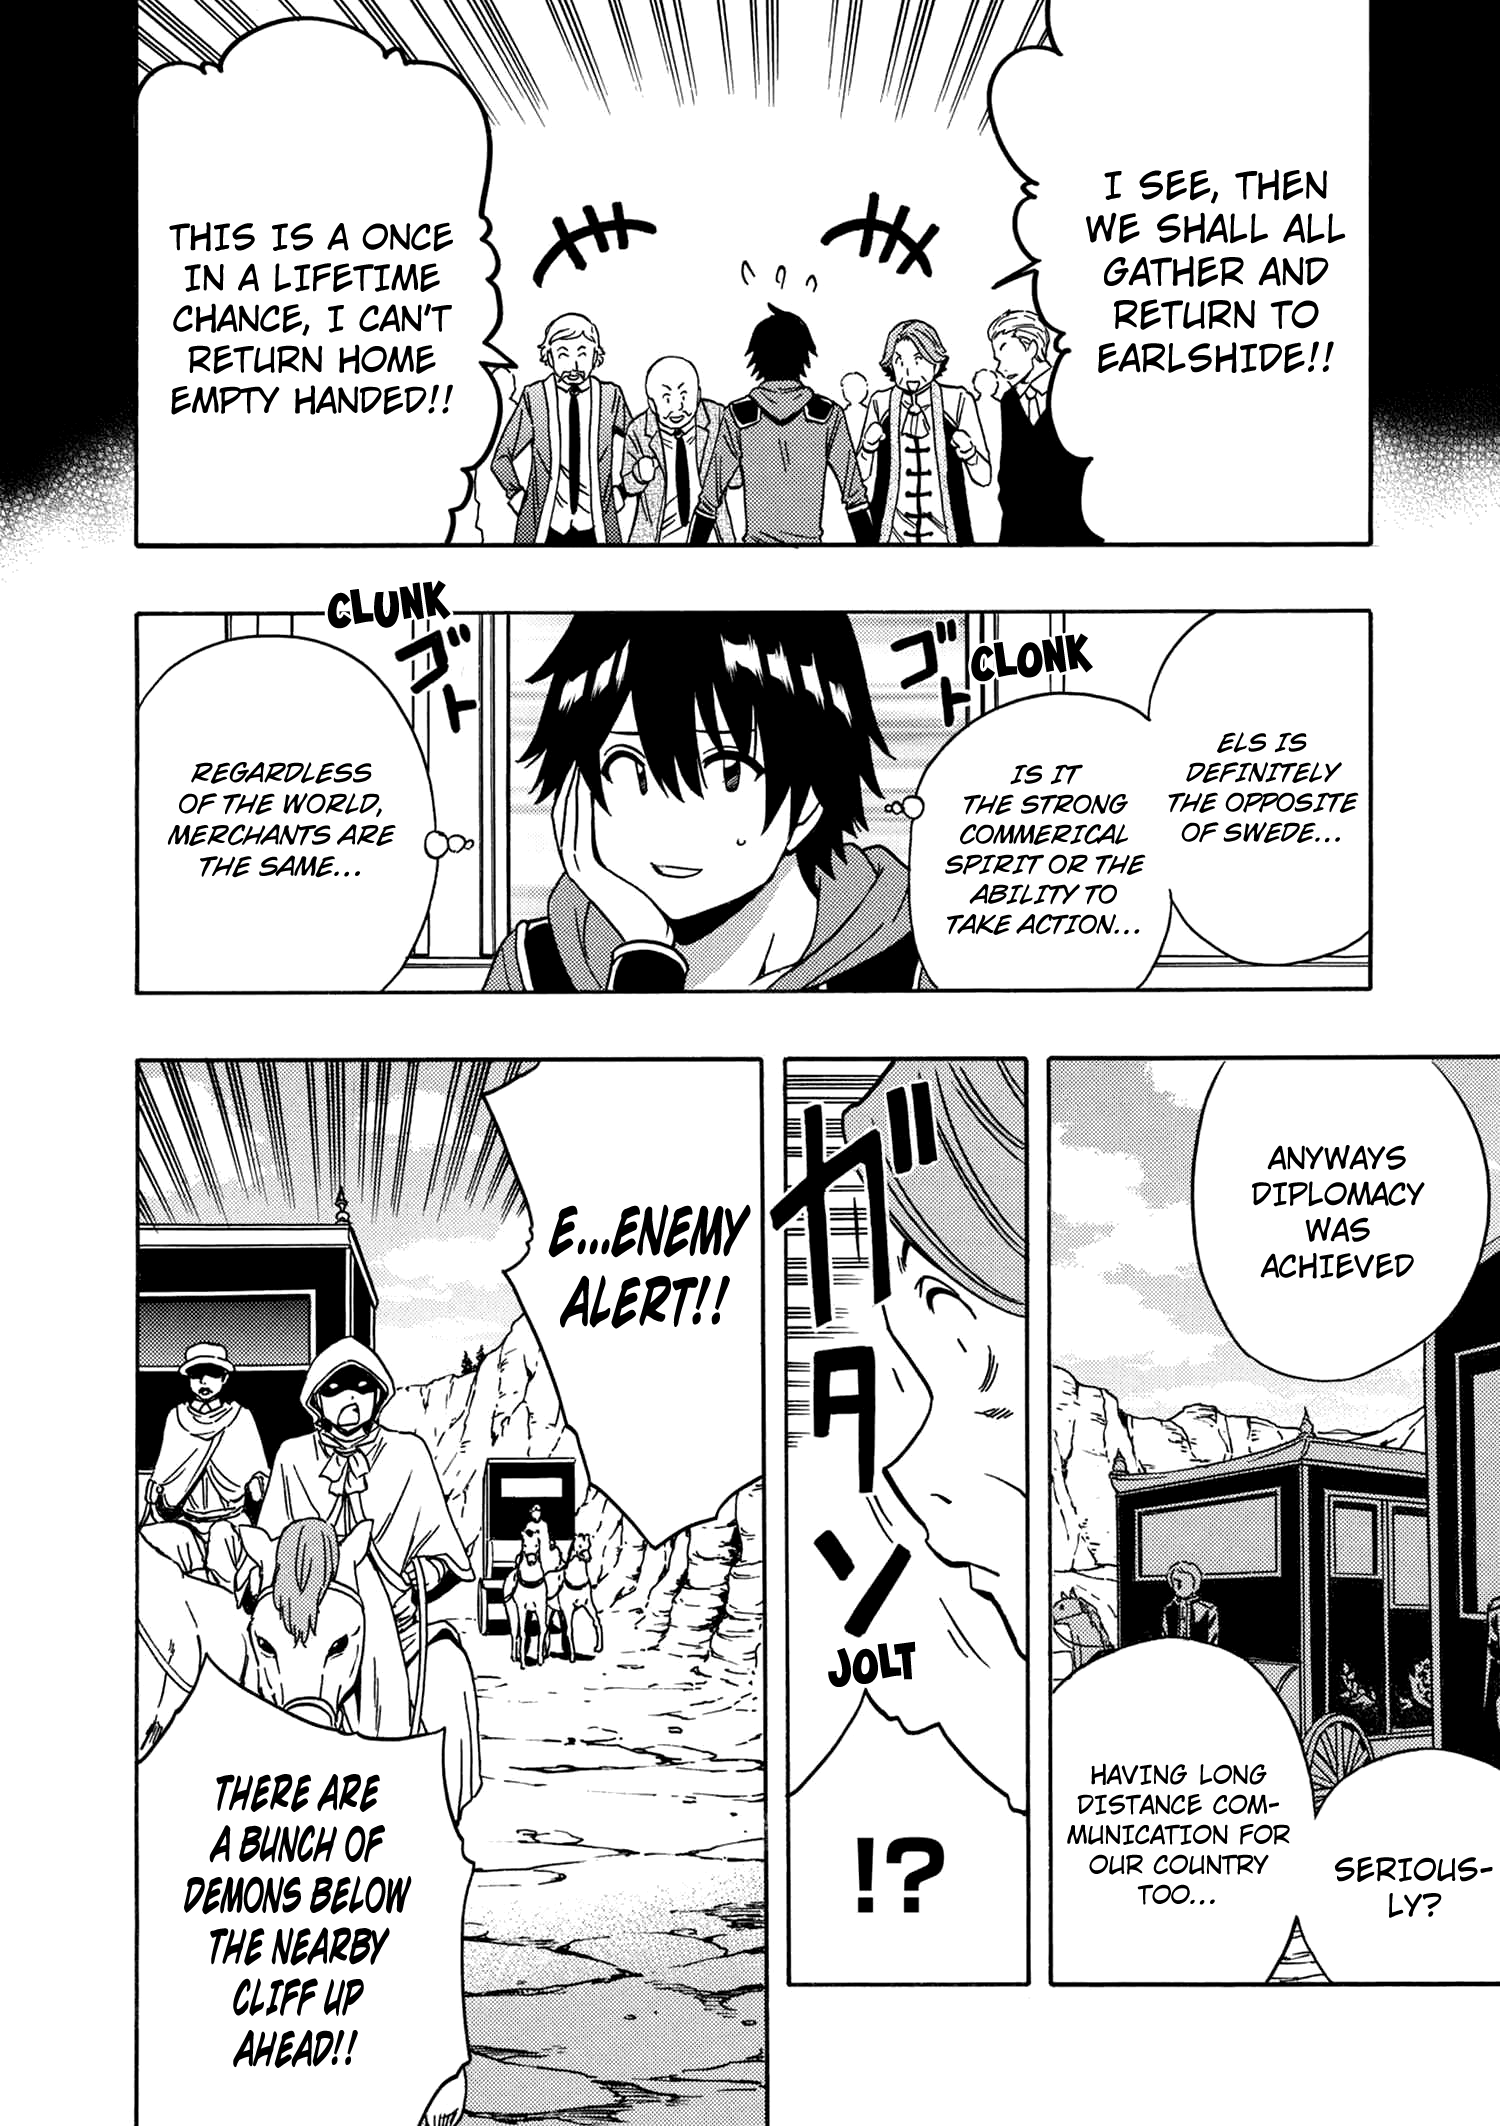 I SEE, THEN
WE SHALL ALL
GATHER AND
RETURN TO
EARLSHIDE!!
THIS IS A ONCE
IN A LIFETIME
CHANCE, I CAN'T
RETURN HOME
EMPTY HANDED!!
ELS IS
DEFINITELY
THE OPPOSITE
OF SWEDE...
IS IT
THE STRONG
COMMERICAL
SPIRIT OR THE
ABILITY TO
TAKE ACTION...
CLONK
ゴト
CLUNK
ゴト
REGARDLESS
OF THE WORLD,
MERCHANTS ARE
THE SAME...
ANYWAYS
DIPLOMACY
WAS
ACHIEVED
SERIOUS-
LY?
HAVING LONG
DISTANCE COM-
MUNICATION FOR
OUR COUNTRY
TOO...
ガタン
JOLT
!?
E...ENEMY
ALERT!!
THERE ARE
A BUNCH OF
DEMONS BELOW
THE NEARBY
CLIFF UP
AHEAD!!